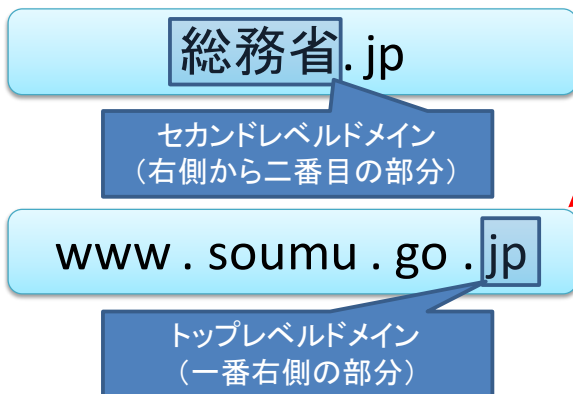 総務省. jp
セカンドレベルドメイン
（右側から二番目の部分）
www . soumu . go . jp
トップレベルドメイン
（一番右側の部分）